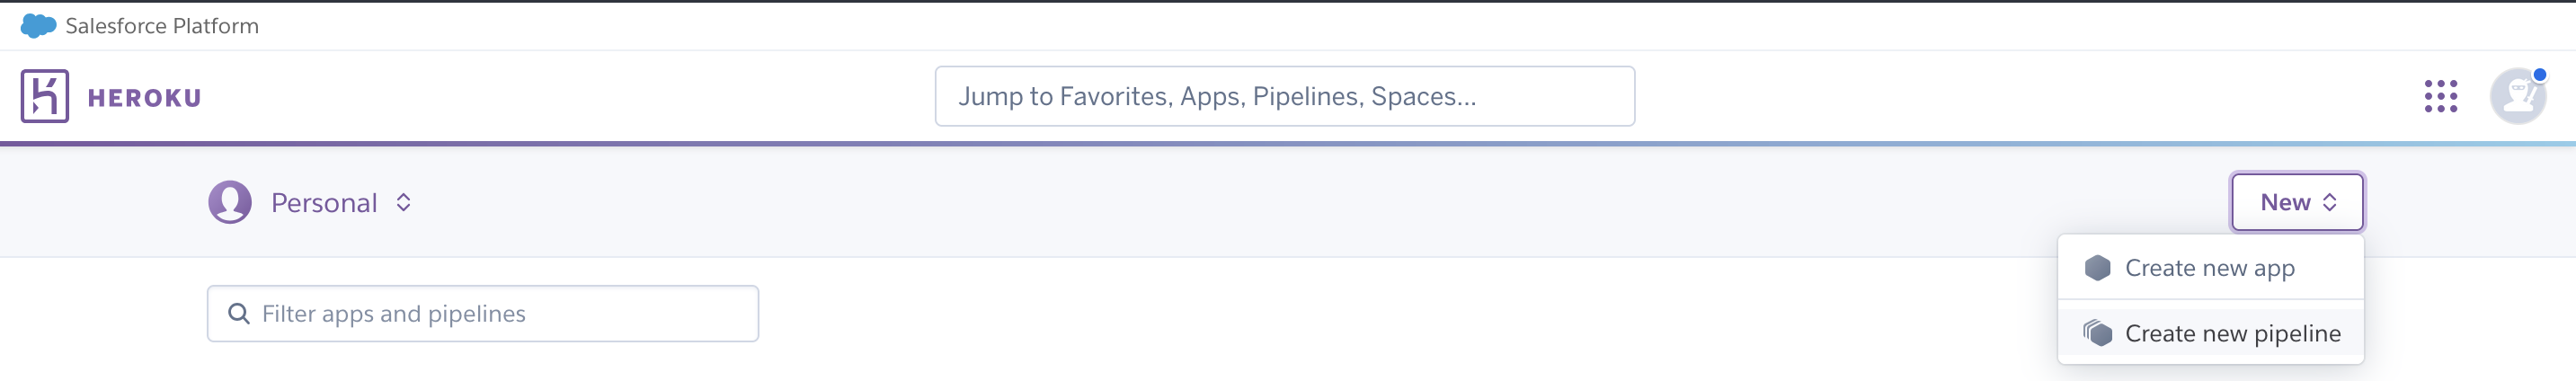 Salesforce Platform
HEROKU
Jump to Favorites, Apps, Pipelines, Spaces...
Personal
New
Create new app
Filter apps and pipelines
Create new pipeline